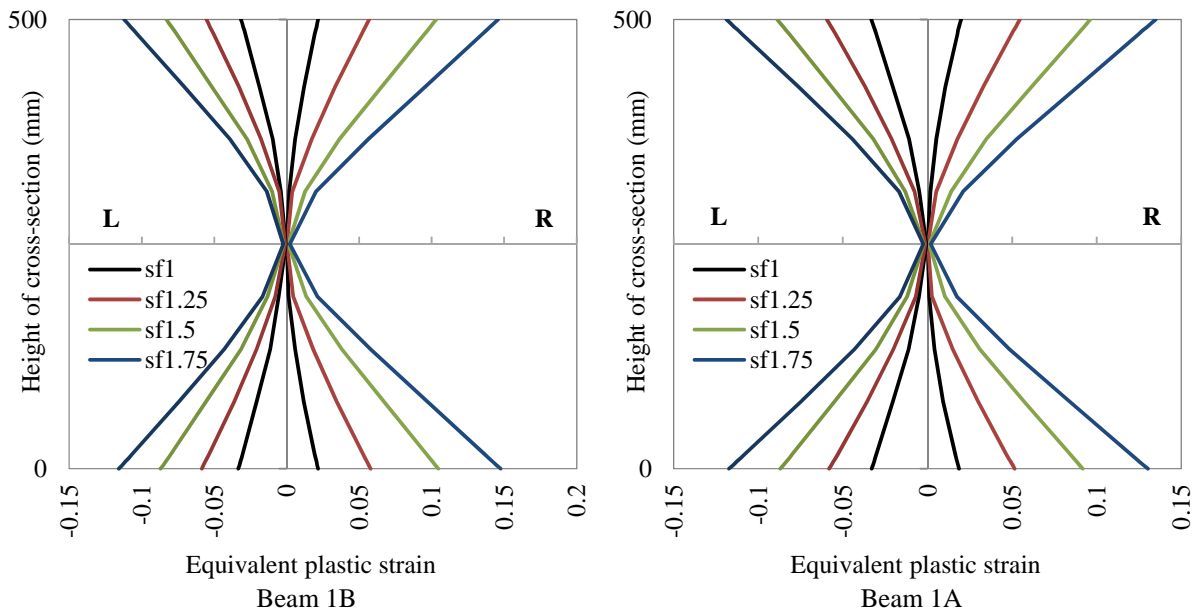 500
Height of cross-section (mm)
L
R
sf1
sf1.25
sf1.5
sf1.75
0
-0.15
-0.1
-0.05
0
0.05
0.1
0.15
0.2
Equivalent plastic strain
Beam 1B
500
Height of cross-section (mm)
L
R
sf1
sf1.25
sf1.5
sf1.75
0
-0.15
-0.1
-0.05
0
0.05
0.1
0.15
Equivalent plastic strain
Beam 1A